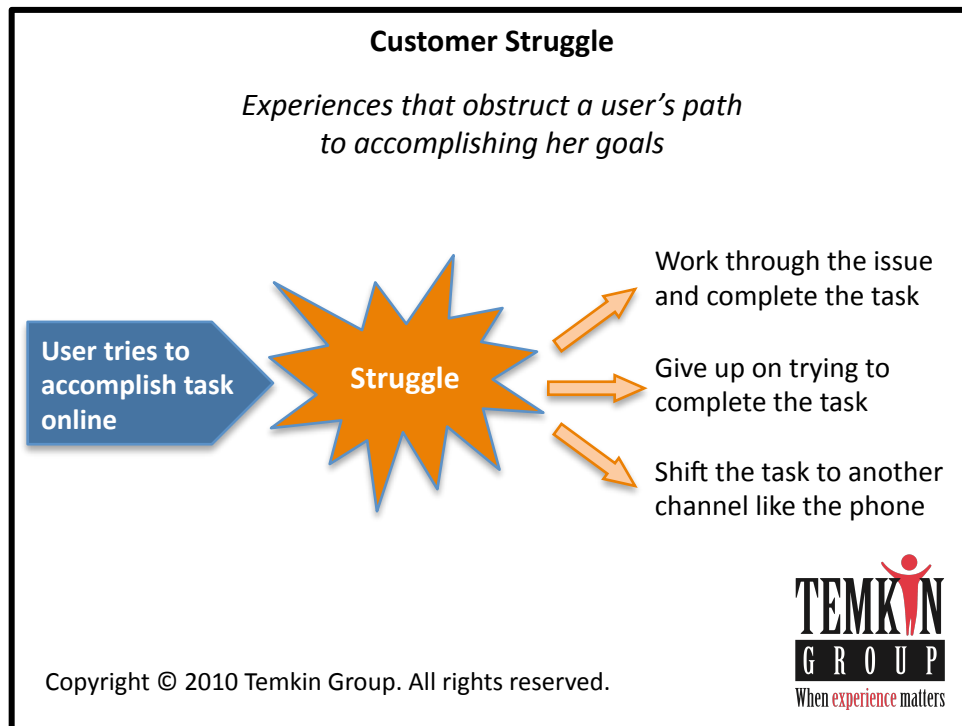 Customer Struggle
Experiences that obstruct a user’s path
to accomplishing her goals
User tries to
accomplish task
online
Struggle
Work through the issue
and complete the task
Give up on trying to
complete the task
Shift the task to another
channel like the phone
TEMKIN
GROUP
When experience matters
Copyright © 2010 Temkin Group. All rights reserved.